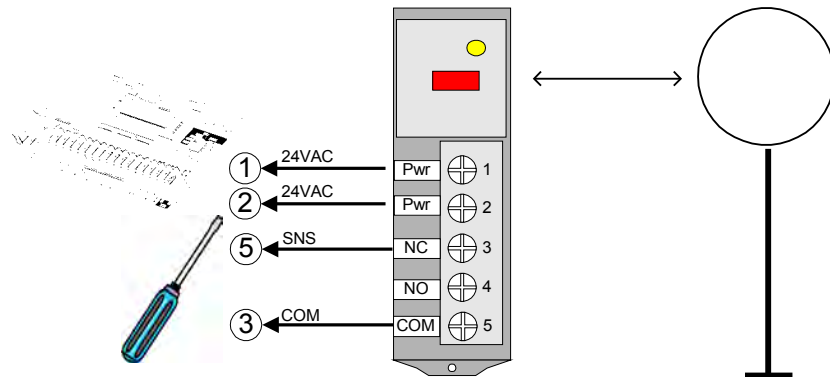 1 24VAC Pwr 1
2 24VAC Pwr 2
5 SNS NC 3
NO 4
3 COM COM 5